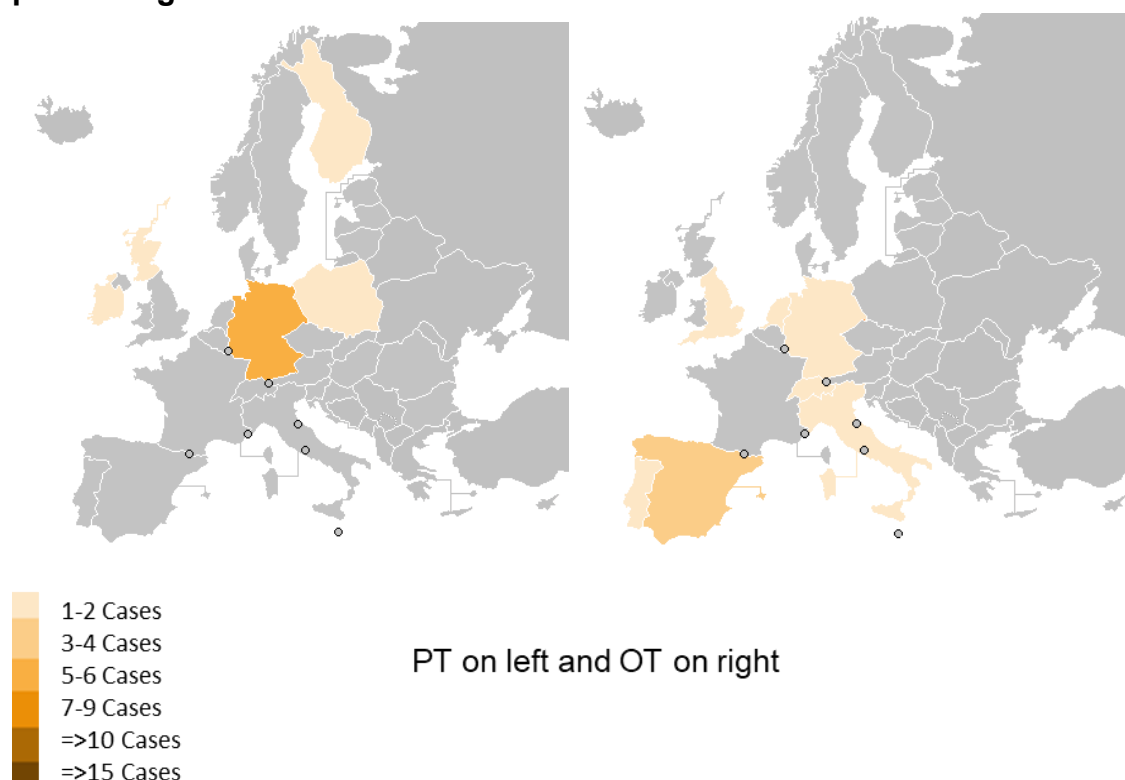 1-2 Cases
3-4 Cases
5-6 Cases
7-9 Cases
=>10 Cases
=>15 Cases
PT on left and OT on right